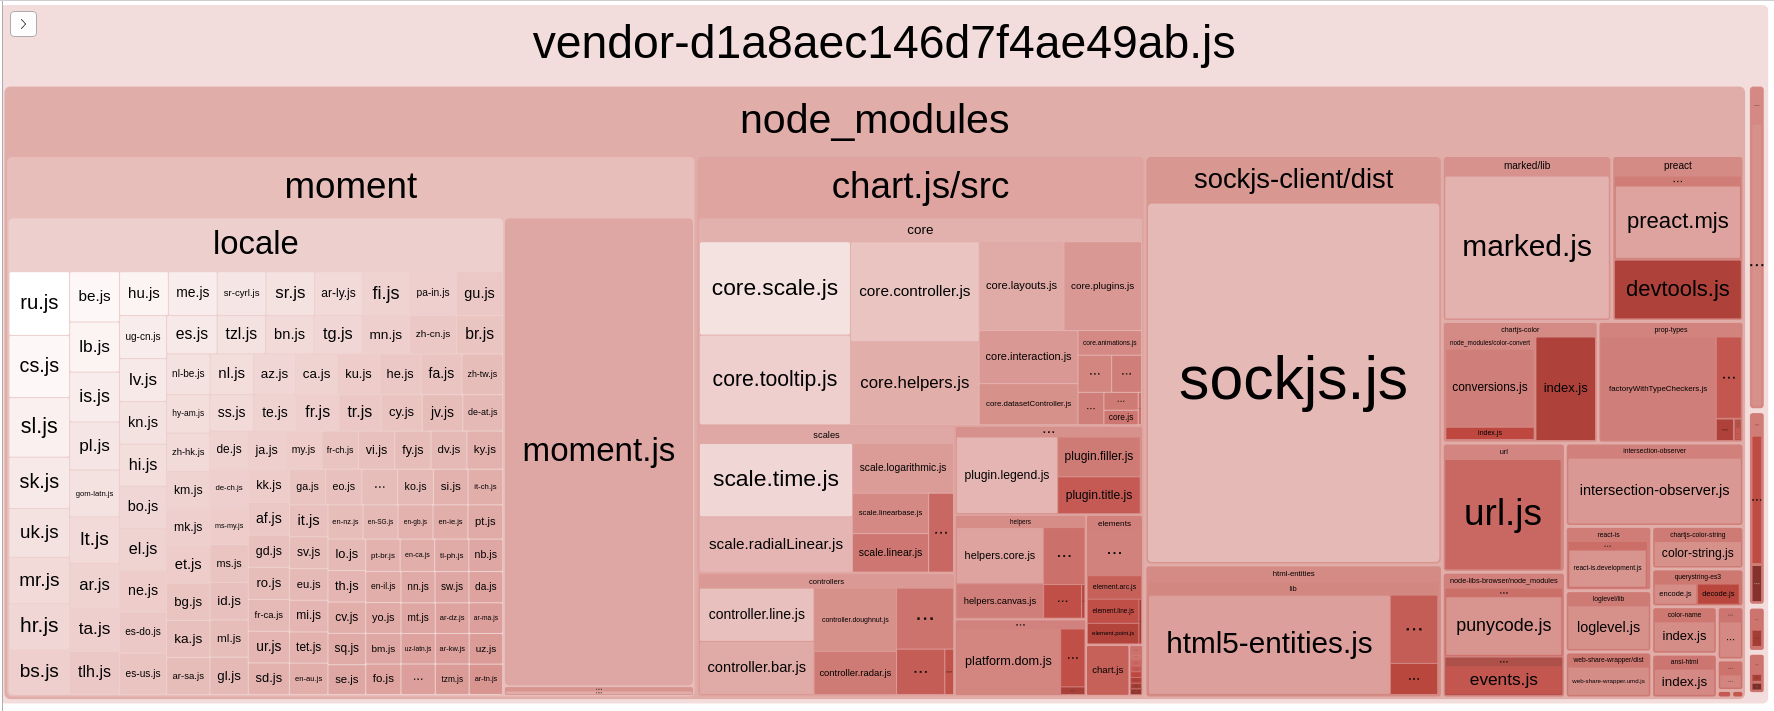 vendor-d1a8aec146d7f4ae49ab.js
node_modules
moment
locale
ru.js
cs.js
sl.js
sk.js
uk.js
mr.js
hr.js
bs.js
be.js
lb.js
is.js
pl.js
gom-latn.js
lt.js
ar.js
ta.js
tlh.js
hu.js
ug-cn.js
lv.js
kn.js
hi.js
bo.js
el.js
ne.js
es-do.js
es-us.js
me.js sr-cyrl.js sr.js ar-ly.js fi.js pa-in.js gu.js
es.js tzl.js bn.js tg.js mn.js zh-cn.js br.js
nl-be.js nl.js az.js ca.js ku.js he.js fa.js zh-tw.js
hy-am.js ss.js te.js fr.js tr.js cy.js jv.js de-at.js
zh-hk.js de.js ja.js my.js fr-ch.js vi.js fy.js dv.js ky.js
km.js de-ch.js kk.js ga.js eo.js ... ko.js si.js it-ch.js
mk.js ms-my.js af.js it.js en-nz.js en-SG.js en-gb.js en-ie.js pt.js
et.js ms.js gd.js sv.js lo.js pt-br.js en-ca.js tl-ph.js nb.js
bg.js id.js ro.js eu.js th.js en-il.js nn.js sw.js da.js
ka.js ml.js fr-ca.js mi.js cv.js yo.js mt.js ar-dz.js ar-ma.js
ur.js tet.js sq.js bm.js uz-latn.js ar-kw.js uz.js
ar-sa.js gl.js sd.js en-au.js se.js fo.js ... tzm.js ar-tn.js
moment.js
chart.js/src
core
core.scale.js
core.tooltip.js
core.controller.js
core.helpers.js
core.layouts.js
core.plugins.js
core.interaction.js
core.animations.js
... ...
core.datasetController.js
... ...
core.js
scales
scale.time.js
scale.radialLinear.js
scale.logarithmic.js
scale.linearbase.js
...
scale.linear.js
controllers
controller.line.js
controller.bar.js
controller.doughnut.js
...
controller.radar.js
...
...
plugin.legend.js
plugin.filler.js
plugin.title.js
helpers
helpers.core.js
...
helpers.canvas.js
...
elements
...
element.arc.js
element.line.js
element.point.js
...
platform.dom.js
...
chart.js
sockjs-client/dist
sockjs.js
html-entities
lib
html5-entities.js
...
...
marked/lib
marked.js
preact
...
preact.mjs
devtools.js
chartjs-color
node_modules/color-convert
conversions.js
index.js
index.js
prop-types
factoryWithTypeCheckers.js
...
url
url.js
intersection-observer
intersection-observer.js
node-libs-browser/node_modules
...
punycode.js
...
events.js
react-is
...
react-is.development.js
loglevel/lib
loglevel.js
web-share-wrapper/dist
web-share-wrapper.umd.js
chartjs-color-string
color-string.js
querystring-es3
encode.js
decode.js
color-name
index.js
...
ansi-html
index.js
...